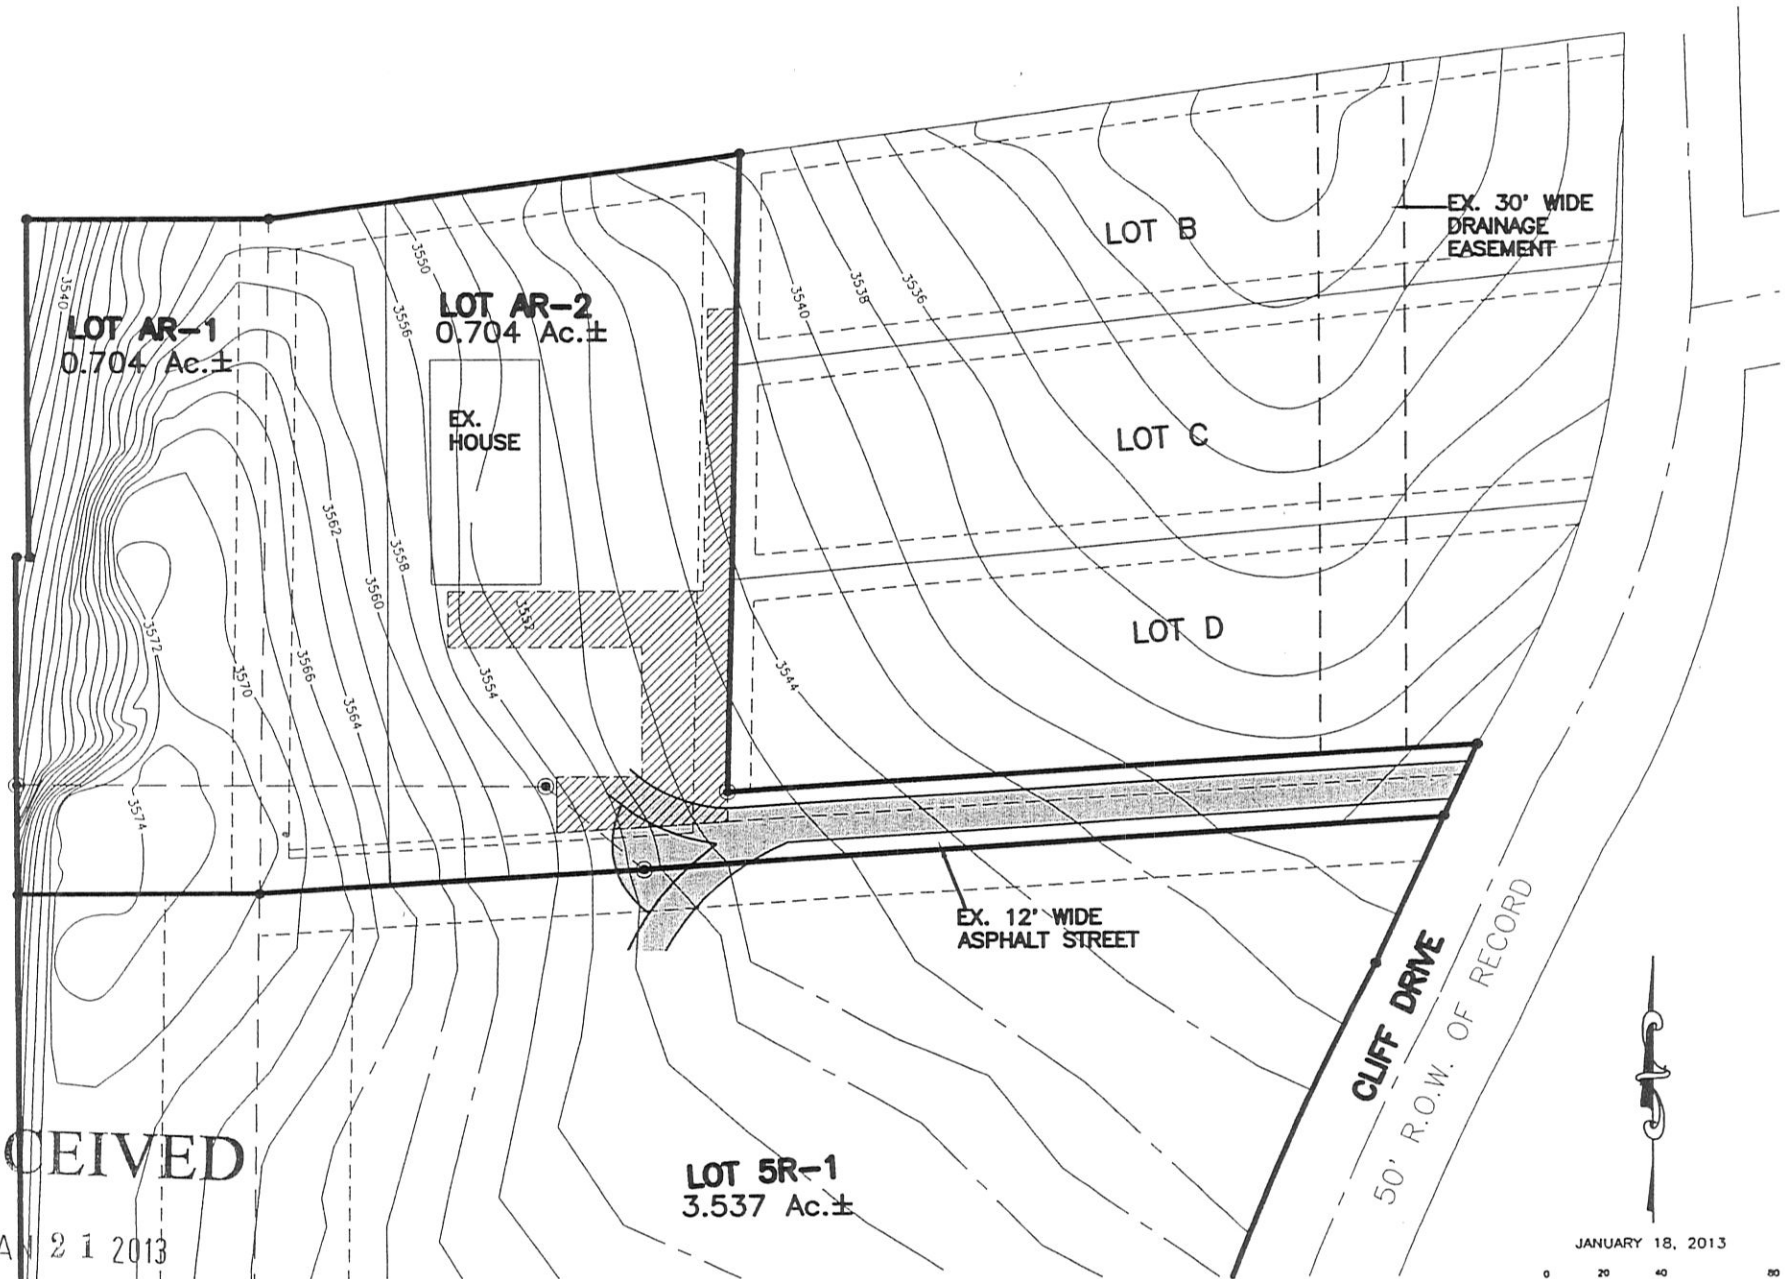 LOT B
EX. 30' WIDE
DRAINAGE
EASEMENT
3540
3550
3556
3540
3538
3536
LOT AR-1
0.704 Ac.±
LOT AR-2
0.704 Ac.±
EX.
HOUSE
LOT C
3562
3558
3560
3552
LOT D
3572
3570
3566
3564
3554
3544
3574
EX. 12' WIDE
ASPHALT STREET
CLIFF DRIVE
50' R.O.W. OF RECORD
CEIVED
21 2013
LOT 5R-1
3.537 Ac.±
JANUARY 18, 2013
0 20 40 80